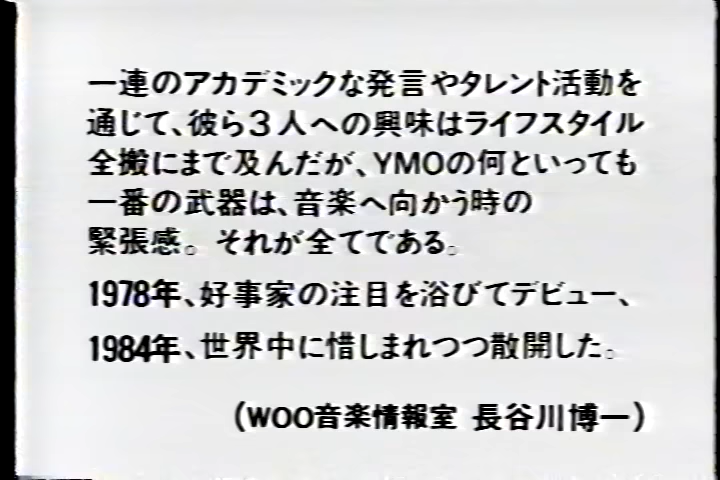 一連のアカデミックな発言やタレント活動を
通じて、彼ら3人への興味はライフスタイル
全搬にまで及んだが、YMOの何といっても
一番の武器は、音楽へ向かう時の
緊張感。それが全てである。
1978年、好事家の注目を浴びてデビュー、
1984年、世界中に惜しまれつつ散開した。
(WOO音楽情報室 長谷川博一)